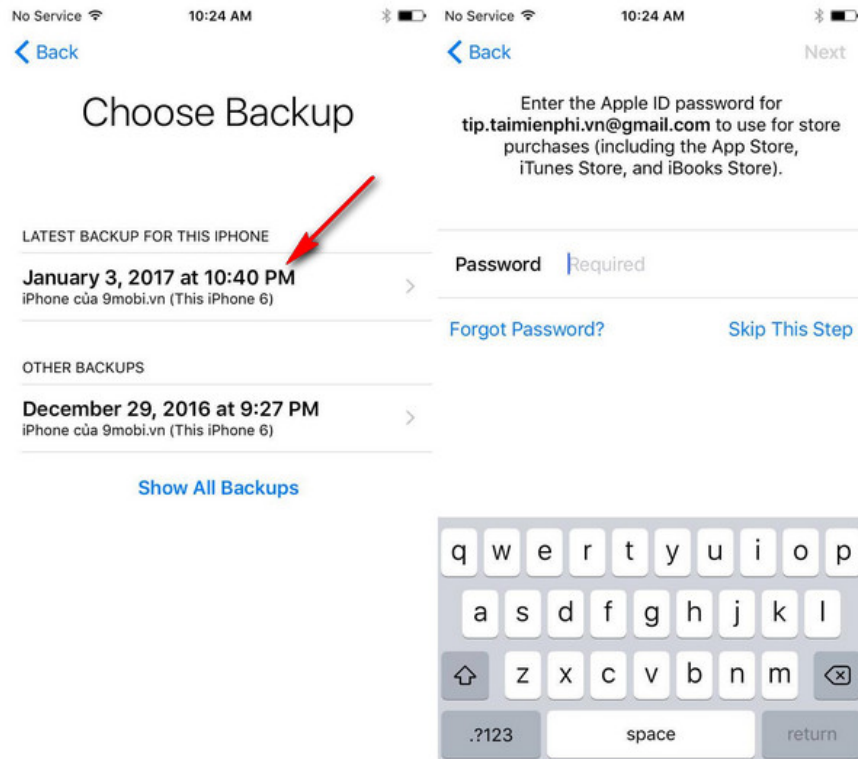 No Service 10:24 AM
Back
Choose Backup
LATEST BACKUP FOR THIS IPHONE
January 3, 2017 at 10:40 PM
iPhone của 9mobi.vn (This iPhone 6)
OTHER BACKUPS
December 29, 2016 at 9:27 PM
iPhone của 9mobi.vn (This iPhone 6)
Show All Backups
No Service 10:24 AM
Back Next
Enter the Apple ID password for
tip.taimienphi.vn@gmail.com to use for store
purchases (including the App Store,
iTunes Store, and iBooks Store).
Password Required
Forgot Password? Skip This Step
q w e r t y u i o p
a s d f g h j k l
z x c v b n m
.?123 space return